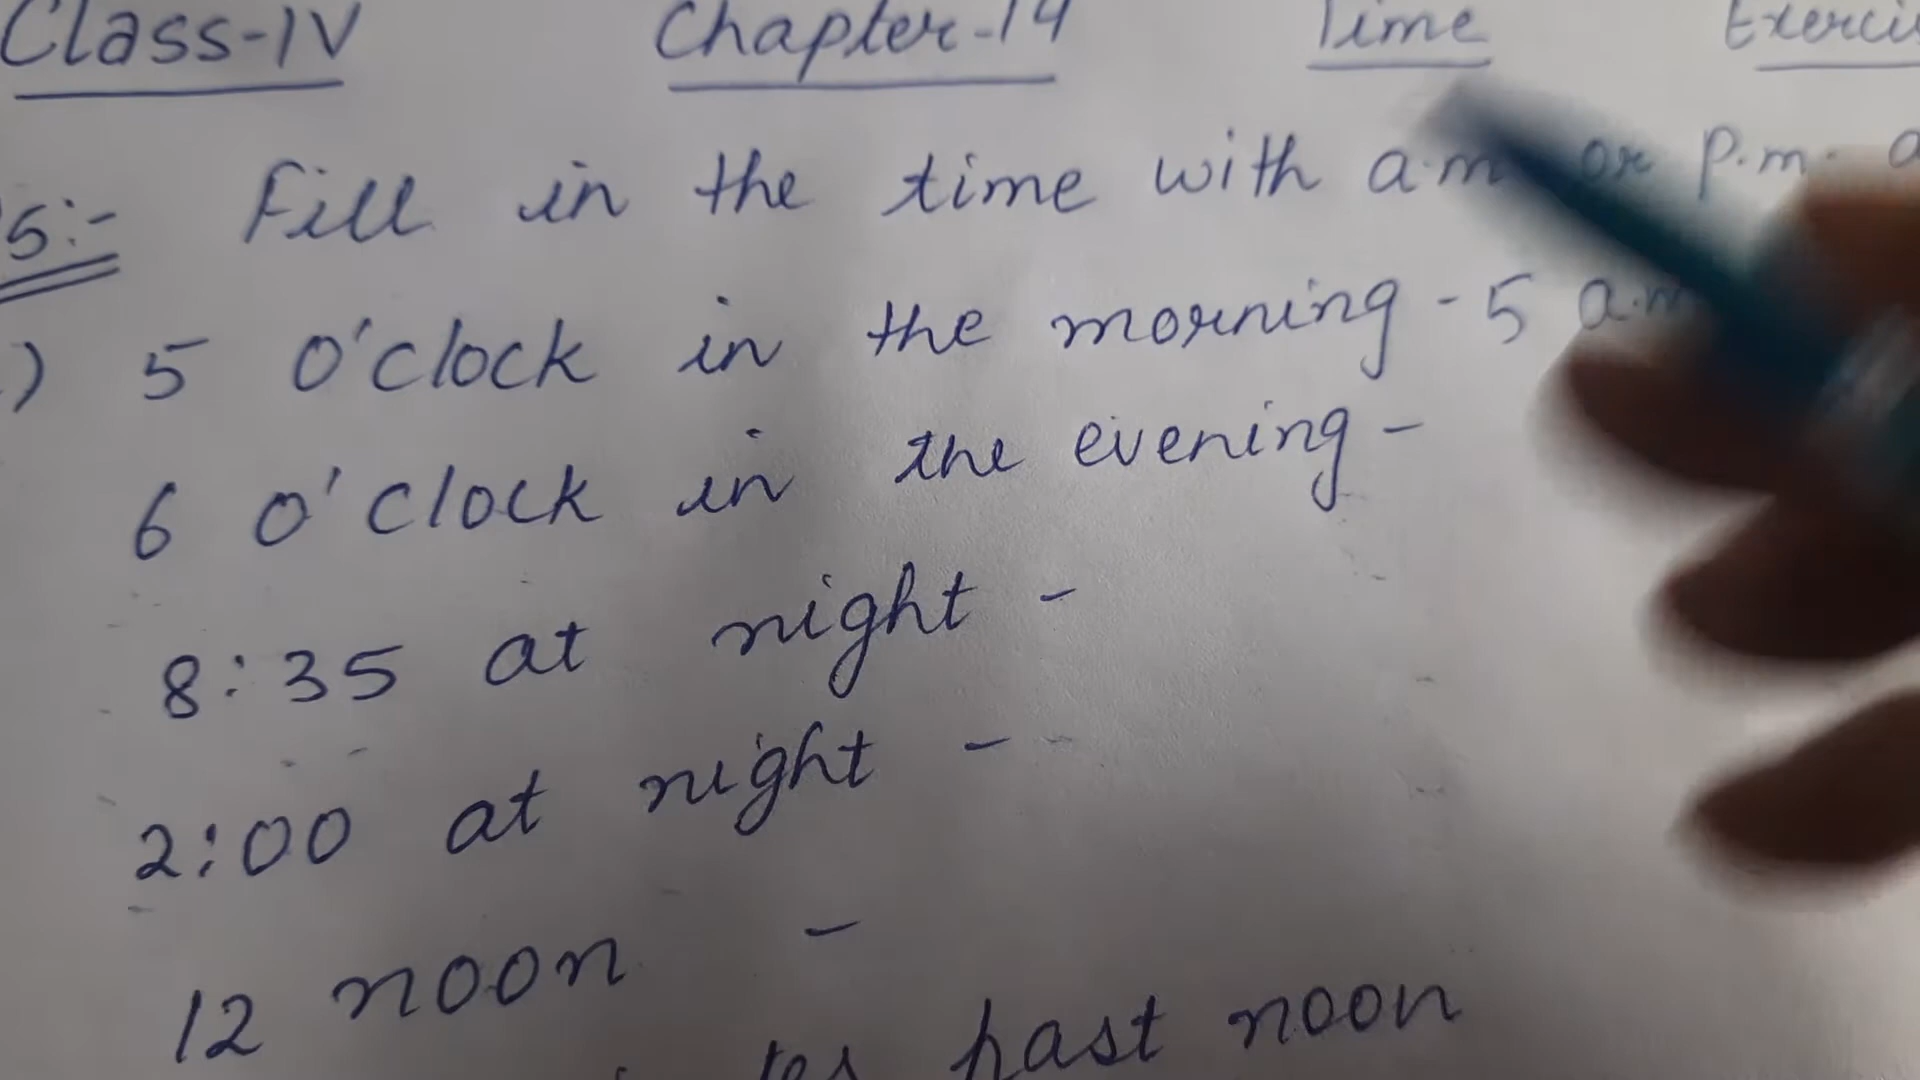 Class-IV Chapter-14 Time
5:- Fill in the time with a.m or p.m.
) 5 O'clock in the morning - 5 a.m
6 O'clock in the evening -
8:35 at night -
2:00 at night -
12 noon -
past noon